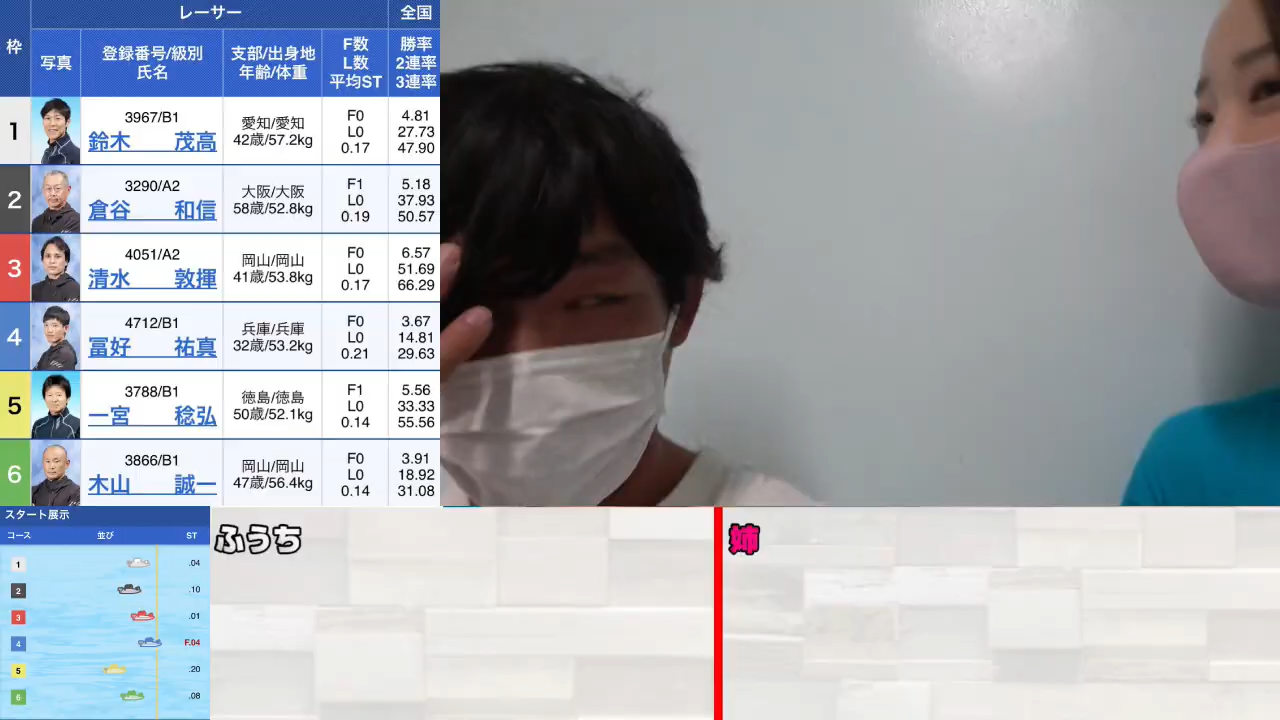 枠 レーサー 全国
写真 登録番号/級別 氏名 支部/出身地 年齢/体重 F数 L数 平均ST 勝率 2連率 3連率
1 3967/B1 鈴木 茂高 愛知/愛知 42歳/57.2kg F0 L0 0.17 4.81 27.73 47.90
2 3290/A2 倉谷 和信 大阪/大阪 58歳/52.8kg F1 L0 0.19 5.18 37.93 50.57
3 4051/A2 清水 敦揮 岡山/岡山 41歳/53.8kg F0 L0 0.17 6.57 51.69 66.29
4 4712/B1 冨好 祐真 兵庫/兵庫 32歳/53.2kg F0 L0 0.21 3.67 14.81 29.63
5 3788/B1 一宮 稔弘 徳島/徳島 50歳/52.1kg F1 L0 0.14 5.56 33.33 55.56
6 3866/B1 木山 誠一 岡山/岡山 47歳/56.4kg F0 L0 0.14 3.91 18.92 31.08
スタート展示
コース 並び ST
1 .04
2 .10
3 .01
4 F.04
5 .20
6 .08
ふうち
姉